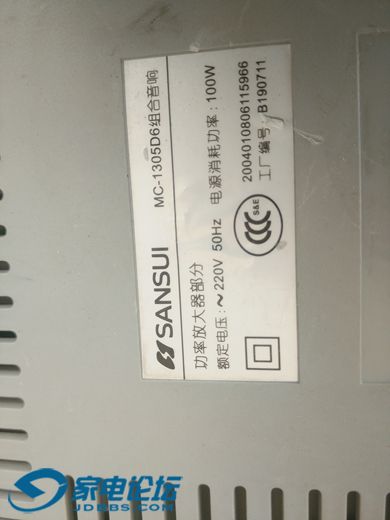 SANSUI MC-1305D6组合音响
功率放大器部分
额定电压：～220V 50Hz 电源消耗功率：100W
2004010806115966
工厂编号：B190711
CCC S&E
家电论坛
JDBBS.COM